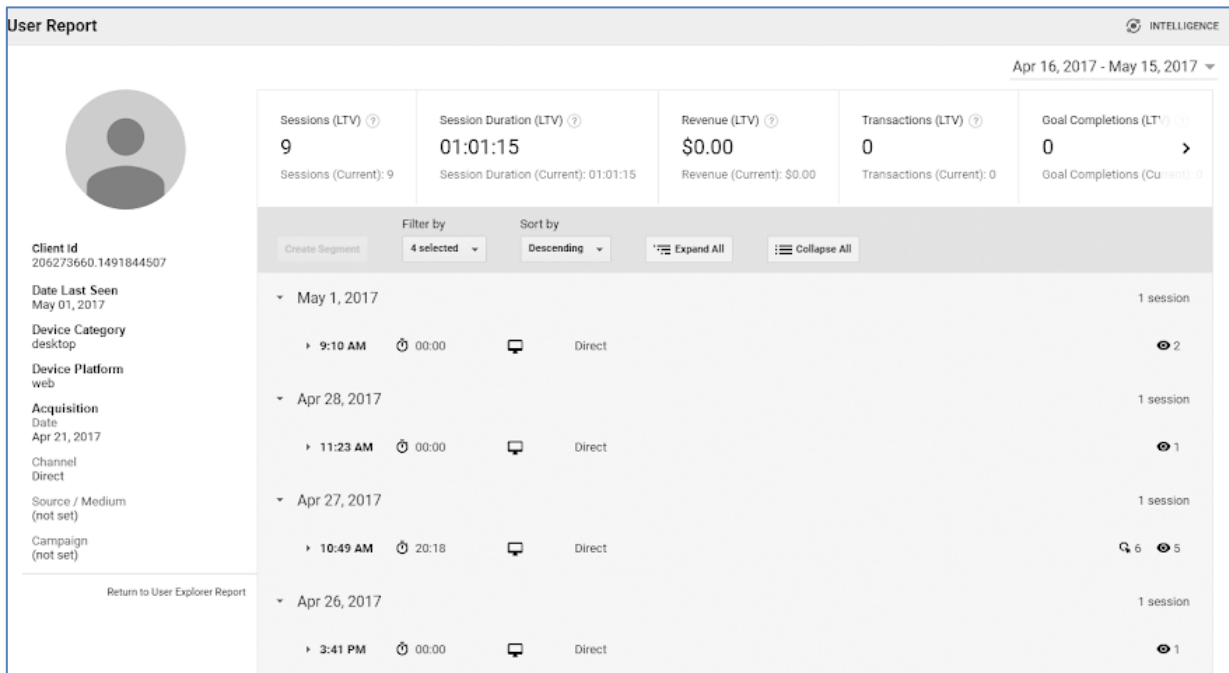 User Report
INTELLIGENCE
Apr 16, 2017 - May 15, 2017
Client Id
206273660.1491844507
Date Last Seen
May 01, 2017
Device Category
desktop
Device Platform
web
Acquisition
Date
Apr 21, 2017
Channel
Direct
Source / Medium
(not set)
Campaign
(not set)
Return to User Explorer Report
Sessions (LTV) ?
9
Sessions (Current): 9
Session Duration (LTV) ?
01:01:15
Session Duration (Current): 01:01:15
Revenue (LTV) ?
$0.00
Revenue (Current): $0.00
Transactions (LTV) ?
0
Transactions (Current): 0
Goal Completions (LTV) ?
0
Goal Completions (Current): 0
Create Segment
Filter by
4 selected
Sort by
Descending
Expand All
Collapse All
May 1, 2017 1 session
9:10 AM 00:00 Direct 2
Apr 28, 2017 1 session
11:23 AM 00:00 Direct 1
Apr 27, 2017 1 session
10:49 AM 20:18 Direct 6 5
Apr 26, 2017 1 session
3:41 PM 00:00 Direct 1